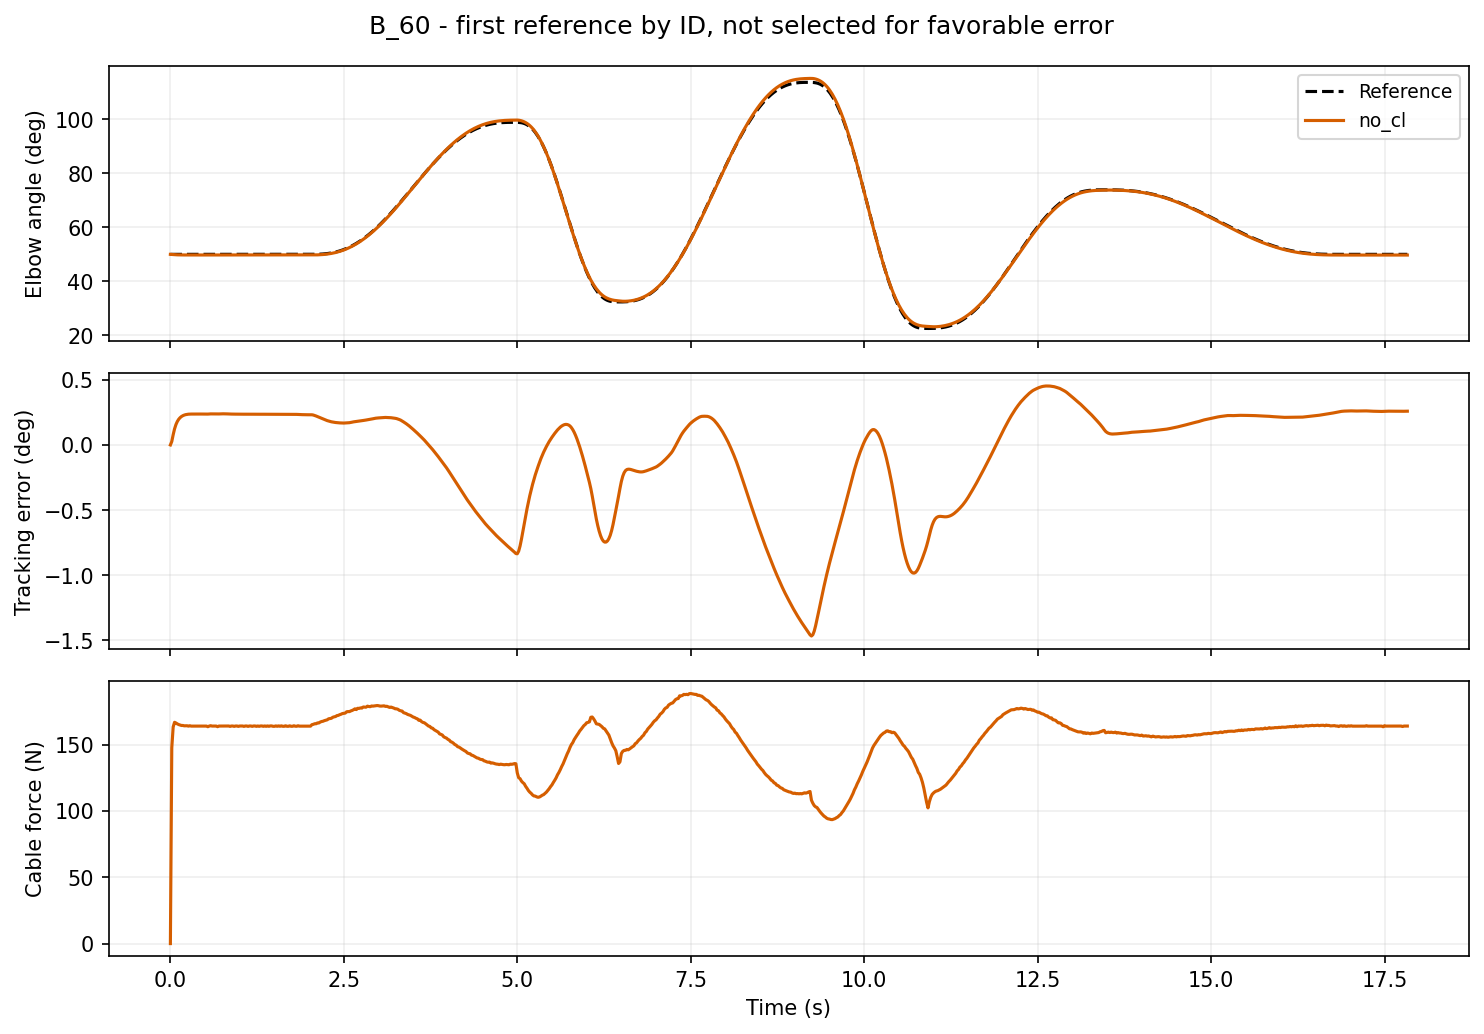 B_60 - first reference by ID, not selected for favorable error
Elbow angle (deg)
100
80
60
40
20
Reference
no_cl
Tracking error (deg)
0.5
0.0
−0.5
−1.0
−1.5
Cable force (N)
150
100
50
0
0.0 2.5 5.0 7.5 10.0 12.5 15.0 17.5
Time (s)